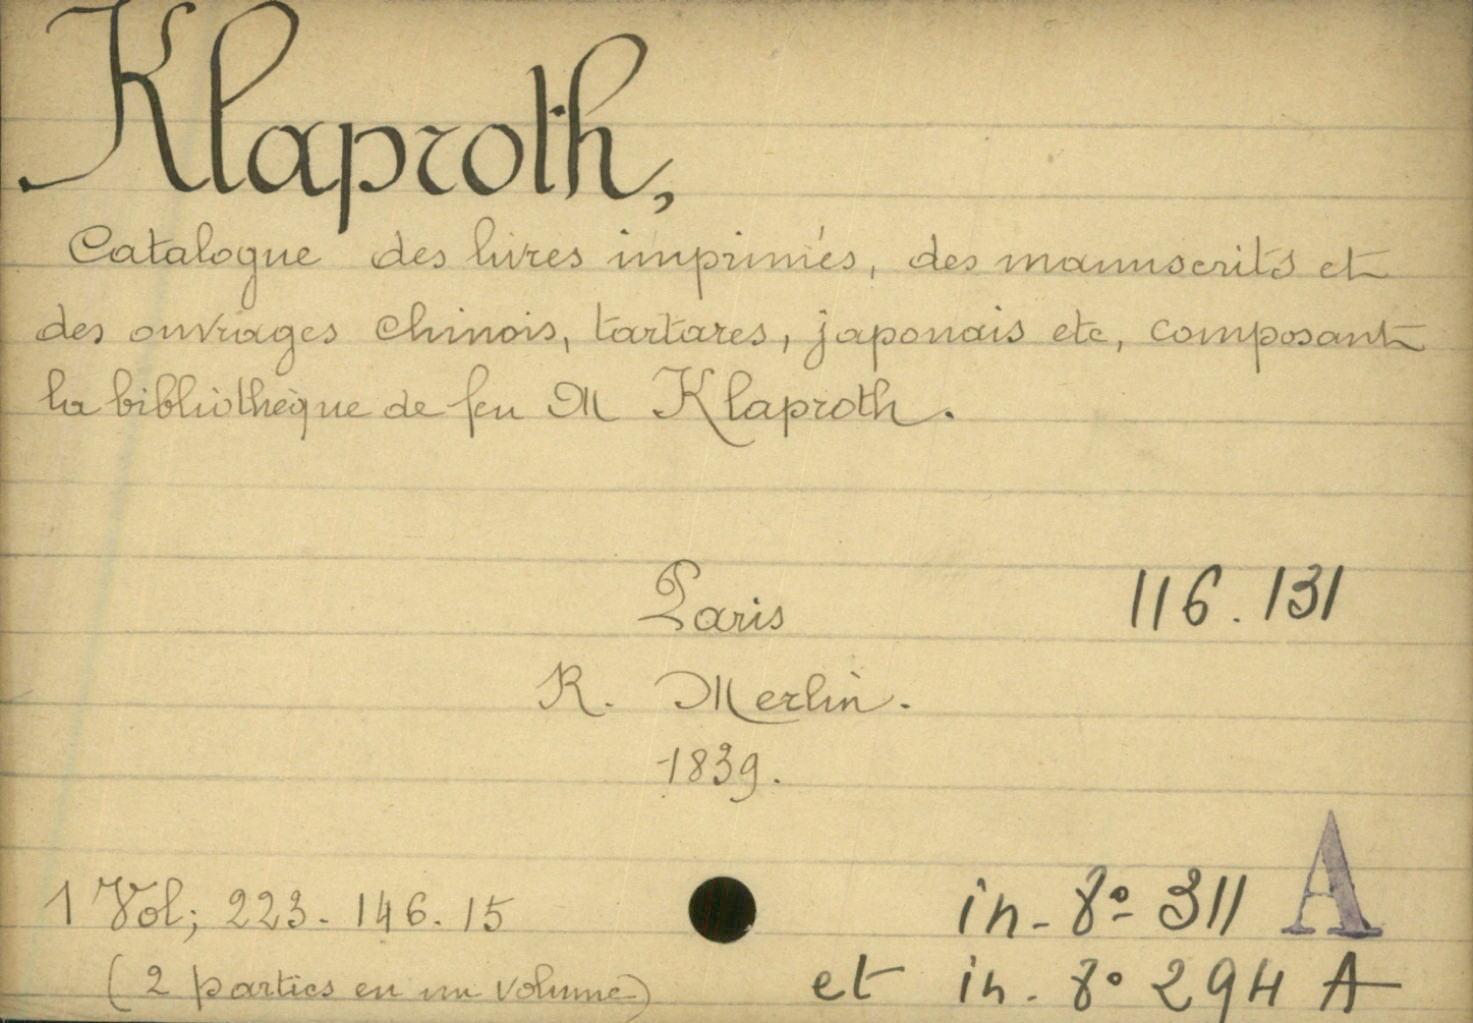 Klaproth,
Catalogue des livres imprimés, des manuscrits et
des ouvrages chinois, tartares, japonais etc, composant
la bibliothèque de feu M Klaproth.
Paris
116.131
R. Merlin.
1839.
1 Vol; 223-146-15
in-8º 311 A
(2 parties en un volume)
et in-8º 294 A